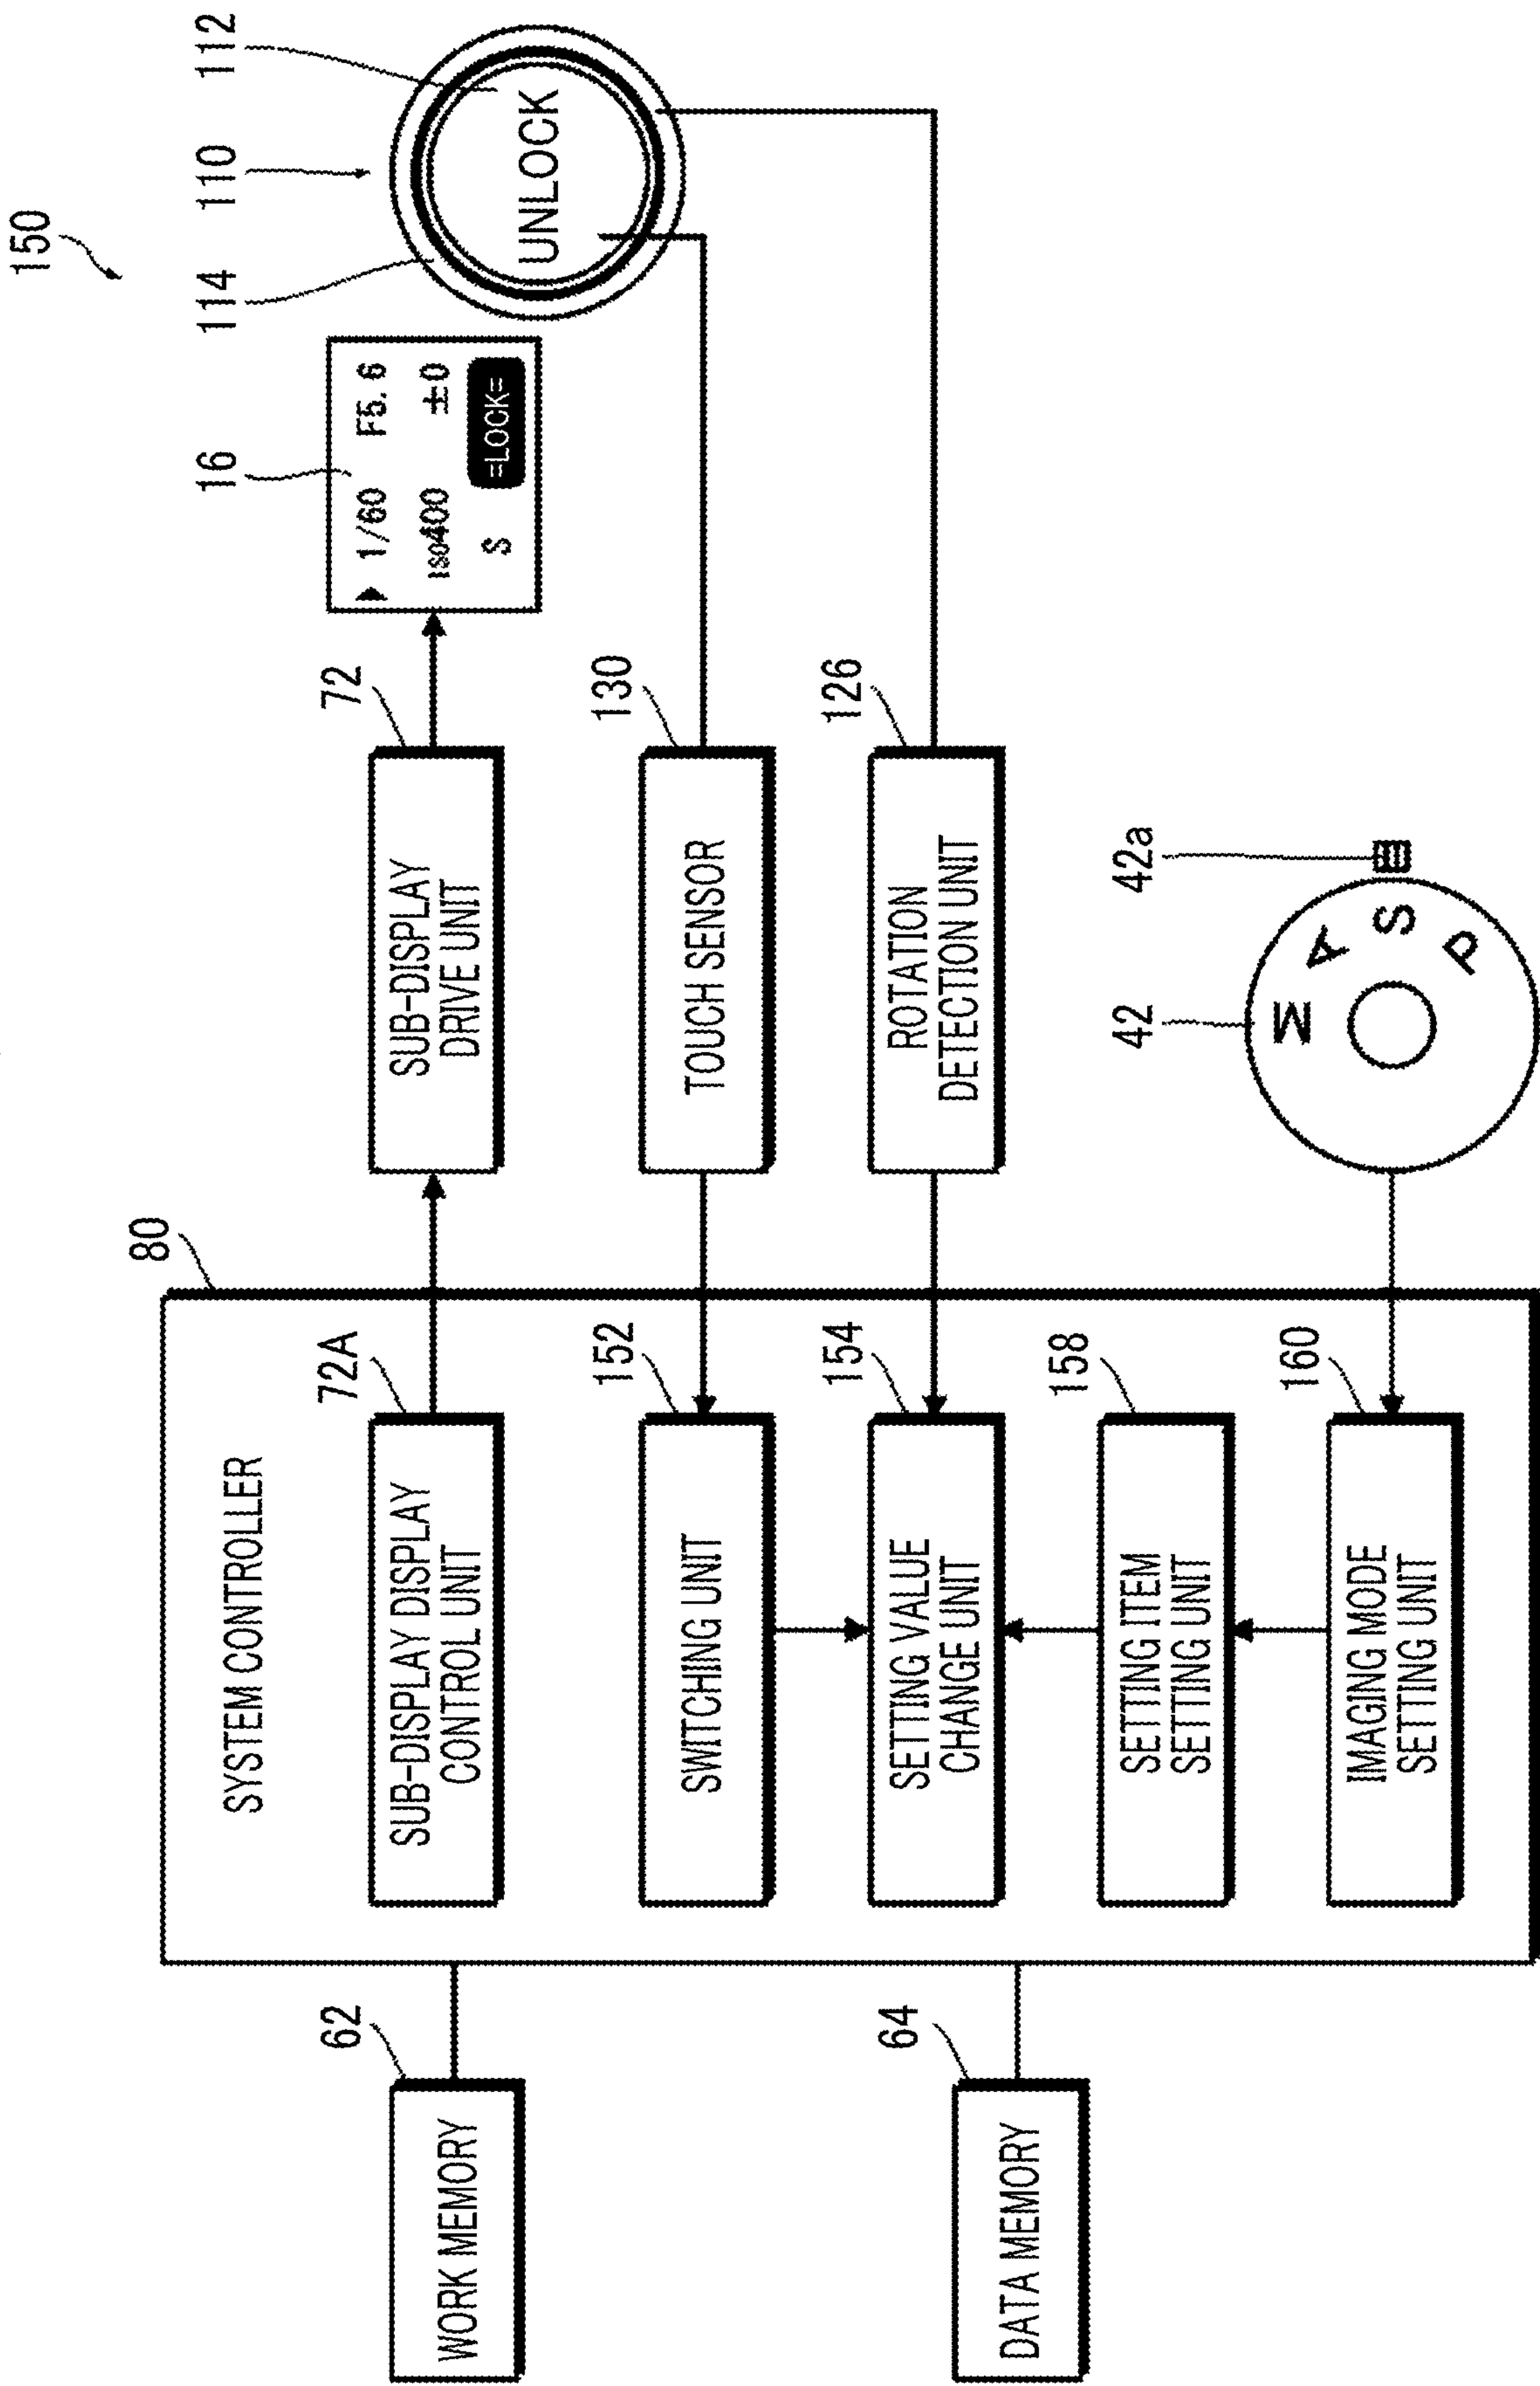 150
16
114
110
112
▶ 1/60 F5.6
ISO400 ±0
S =LOCK=
UNLOCK
80
SYSTEM CONTROLLER
62
WORK MEMORY
72A
SUB-DISPLAY DISPLAY
CONTROL UNIT
72
SUB-DISPLAY
DRIVE UNIT
152
SWITCHING UNIT
130
TOUCH SENSOR
64
DATA MEMORY
154
SETTING VALUE
CHANGE UNIT
126
ROTATION
DETECTION UNIT
158
SETTING ITEM
SETTING UNIT
160
IMAGING MODE
SETTING UNIT
42
42a
M
A
S
P